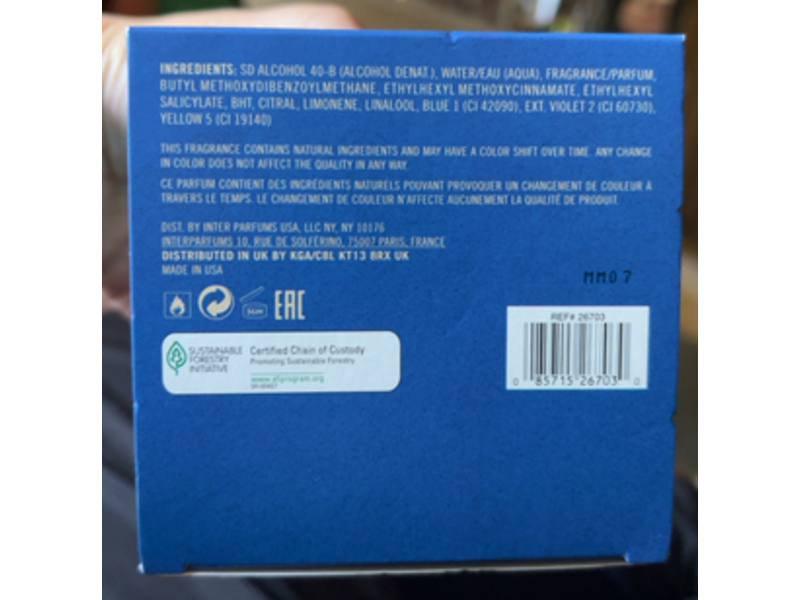 INGREDIENTS: SD ALCOHOL 40-B (ALCOHOL DENAT.), WATER/EAU (AQUA), FRAGRANCE/PARFUM,
BUTYL METHOXYDIBENZOYLMETHANE, ETHYLHEXYL METHOXYCINNAMATE, ETHYLHEXYL
SALICYLATE, BHT, CITRAL, LIMONENE, LINALOOL, BLUE 1 (CI 42090), EXT. VIOLET 2 (CI 60730),
YELLOW 5 (CI 19140)
THIS FRAGRANCE CONTAINS NATURAL INGREDIENTS AND MAY HAVE A COLOR SHIFT OVER TIME. ANY CHANGE
IN COLOR DOES NOT AFFECT THE QUALITY IN ANY WAY.
CE PARFUM CONTIENT DES INGRÉDIENTS NATURELS POUVANT PROVOQUER UN CHANGEMENT DE COULEUR À
TRAVERS LE TEMPS. LE CHANGEMENT DE COULEUR N'AFFECTE AUCUNEMENT LA QUALITÉ DE PRODUIT.
DIST. BY INTER PARFUMS USA, LLC NY, NY 10176
INTERPARFUMS 10, RUE DE SOLFÉRINO, 75007 PARIS, FRANCE
DISTRIBUTED IN UK BY KGA/C8L KT13 8RX UK
MADE IN USA
MM07
EAC
REF# 26703
SUSTAINABLE
FORESTRY
INITIATIVE
Certified Chain of Custody
Promoting Sustainable Forestry
www.sfiprogram.org
0 85715 26703 0